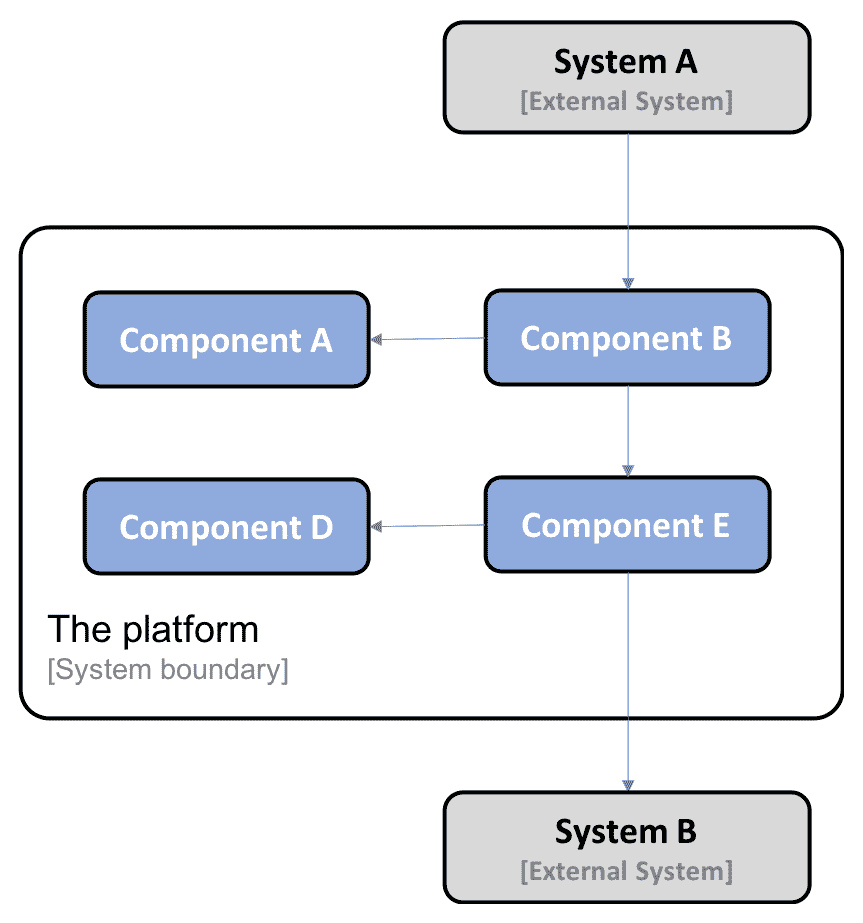 System A
[External System]
Component A
Component B
Component D
Component E
The platform
[System boundary]
System B
[External System]